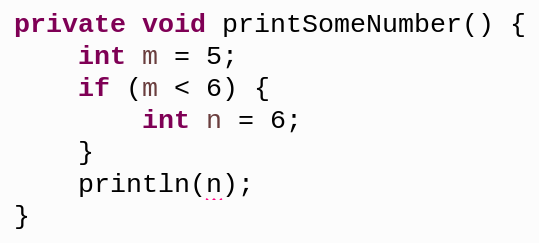 private void printSomeNumber() {
    int m = 5;
    if (m < 6) {
        int n = 6;
    }
    println(n);
}